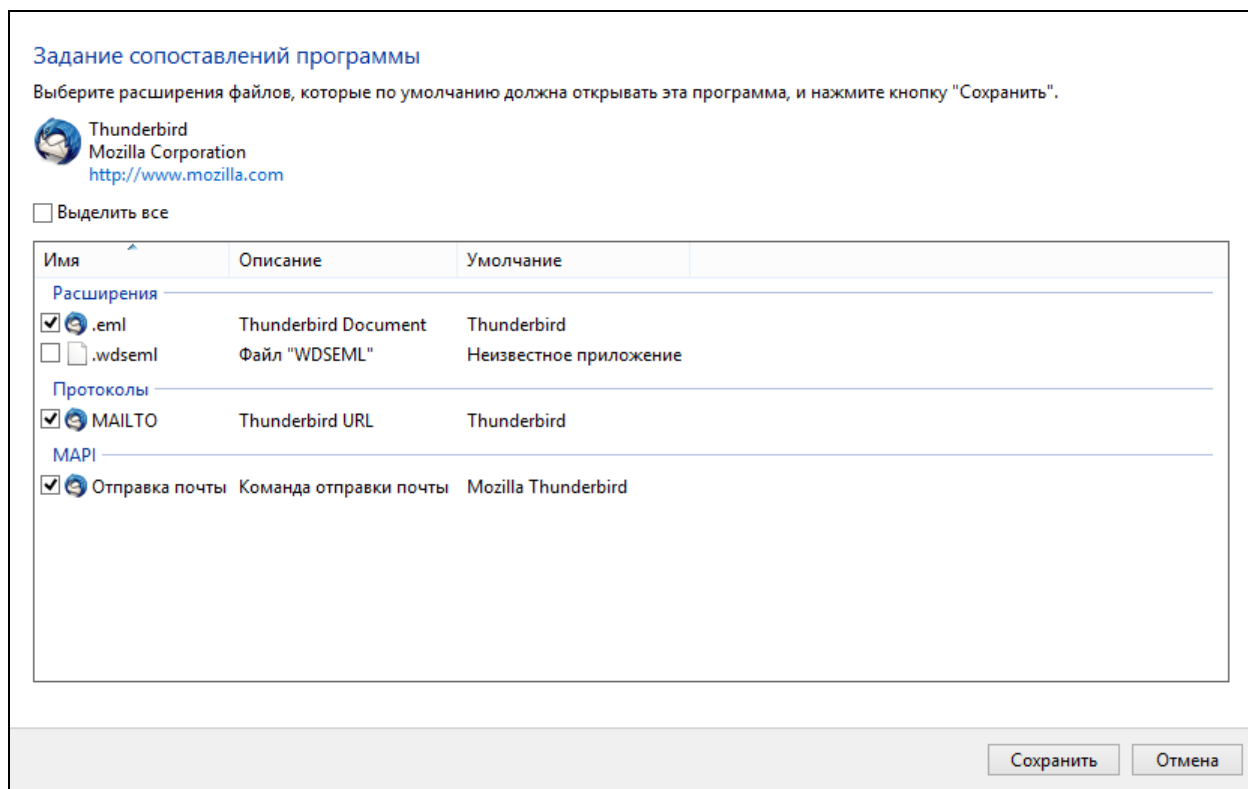 Задание сопоставлений программы
Выберите расширения файлов, которые по умолчанию должна открывать эта программа, и нажмите кнопку "Сохранить".
Thunderbird
Mozilla Corporation
http://www.mozilla.com
Выделить все
Имя Описание Умолчание
Расширения
.eml Thunderbird Document Thunderbird
.wdseml Файл "WDSEML" Неизвестное приложение
Протоколы
MAILTO Thunderbird URL Thunderbird
MAPI
Отправка почты Команда отправки почты Mozilla Thunderbird
Сохранить Отмена